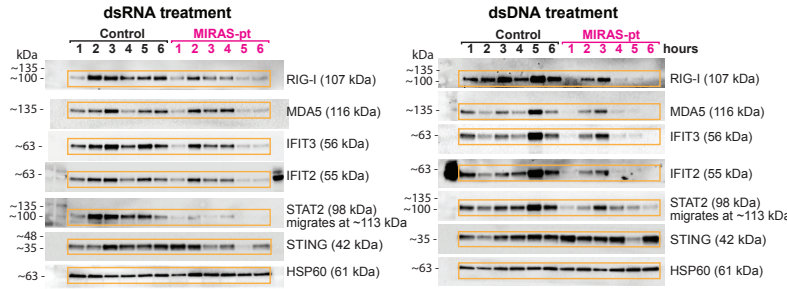 dsRNA treatment
Control MIRAS-pt
kDa 1 2 3 4 5 6 1 2 3 4 5 6
~135
~100 RIG-I (107 kDa)
~135 MDA5 (116 kDa)
~63 IFIT3 (56 kDa)
~63 IFIT2 (55 kDa)
~135
~100 STAT2 (98 kDa)
migrates at ~113 kDa
~48
~35 STING (42 kDa)
~63 HSP60 (61 kDa)
dsDNA treatment
Control MIRAS-pt
kDa 1 2 3 4 5 6 1 2 3 4 5 6 hours
~135
~100 RIG-I (107 kDa)
~135 MDA5 (116 kDa)
~63 IFIT3 (56 kDa)
~63 IFIT2 (55 kDa)
~135
~100 STAT2 (98 kDa)
migrates at ~113 kDa
~35 STING (42 kDa)
~63 HSP60 (61 kDa)